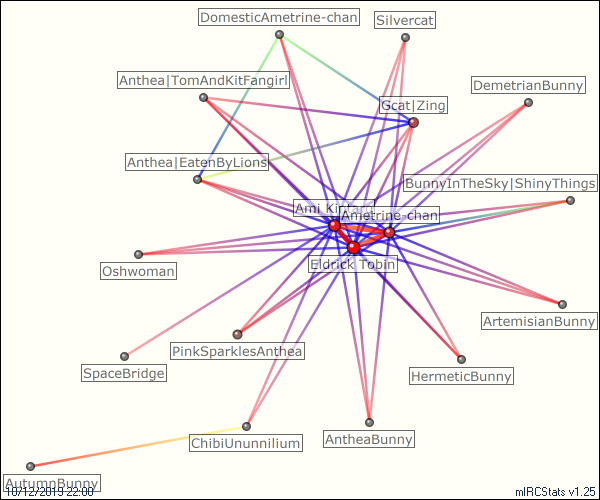 DomesticAmetrine-chan
Silvercat
Anthea|TomAndKitFangirl
DemetrianBunny
Gcat|Zing
Anthea|EatenByLions
BunnyInTheSky|ShinyThings
Ami
Ametrine-chan
Eldrick Tobin
Oshwoman
ArtemisianBunny
PinkSparklesAnthea
SpaceBridge
HermeticBunny
ChibiUnunnilium
AntheaBunny
AutumnBunny
10/12/2019 22:00
mIRCStats v1.25